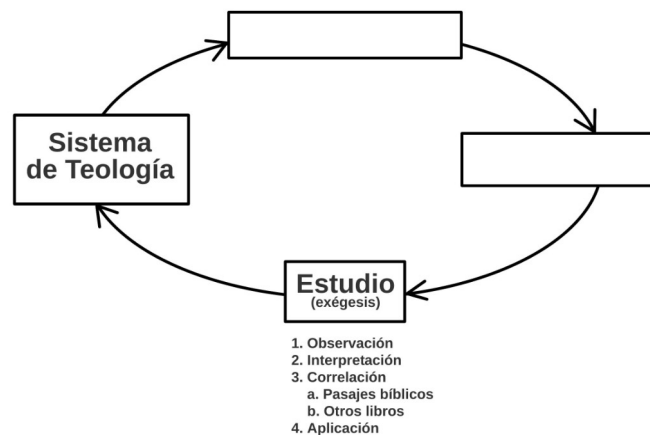 Sistema
de Teología
Estudio
(exégesis)
1. Observación
2. Interpretación
3. Correlación
a. Pasajes bíblicos
b. Otros libros
4. Aplicación